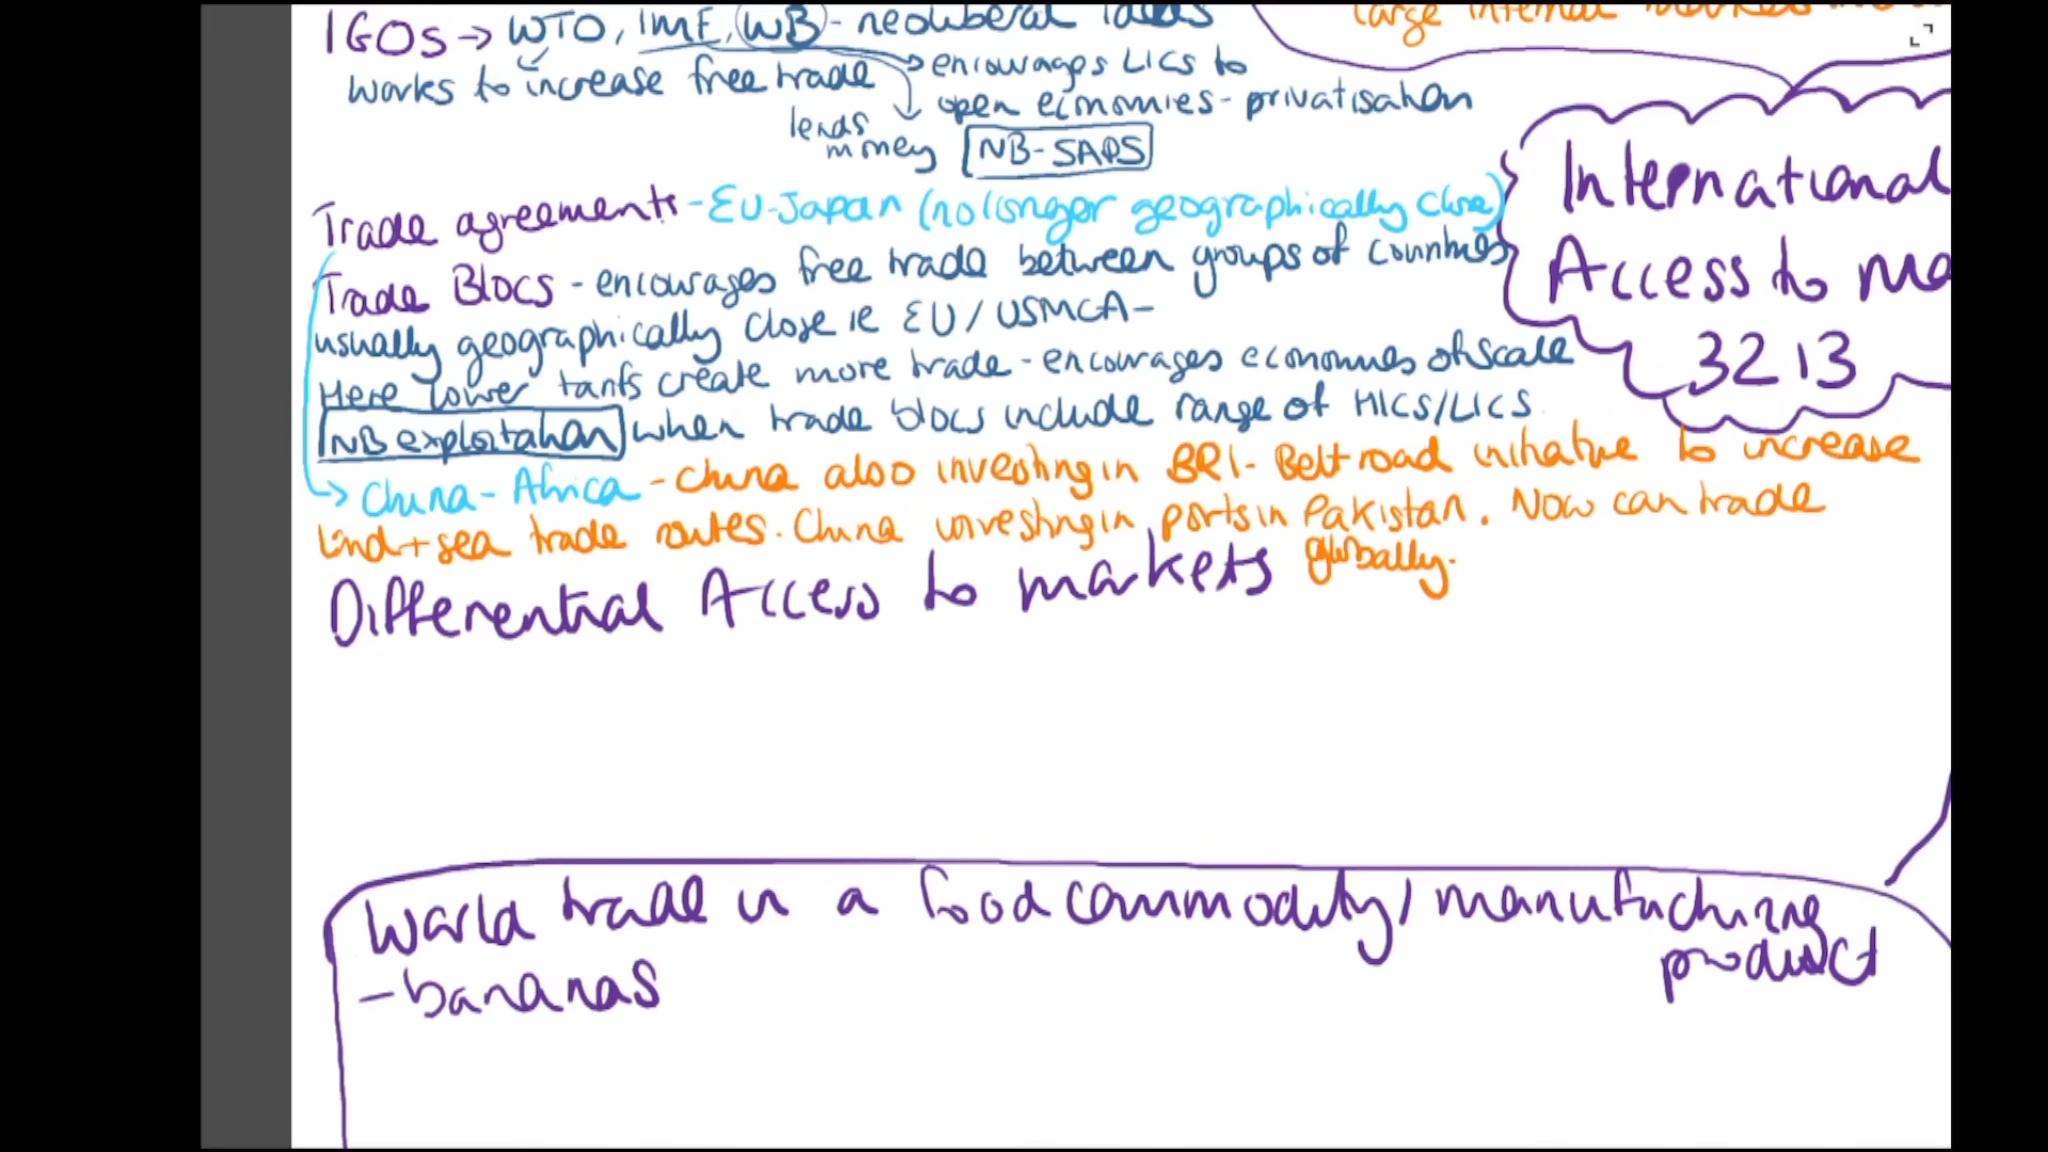 large internal markets
IGOs → WTO, IMF, WB - neoliberal ideas
works to increase free trade
encourages LICs to
open economies - privatisation
lends
money
NB - SAPS
International
Access to ma
3213
Trade agreements - EU-Japan (no longer geographically close)
Trade Blocs - encourages free trade between groups of countries
usually geographically close ie EU / USMCA -
Here lower tariffs create more trade - encourages economies of scale
NB exploitation when trade blocs include range of HICs/LICs
→ China - Africa - China also investing in BRI - Belt road initiative to increase
land + sea trade routes. China investing in ports in Pakistan. Now can trade
globally.
Differential Access to markets
World trade in a food commodity / manufacturing
product
- bananas